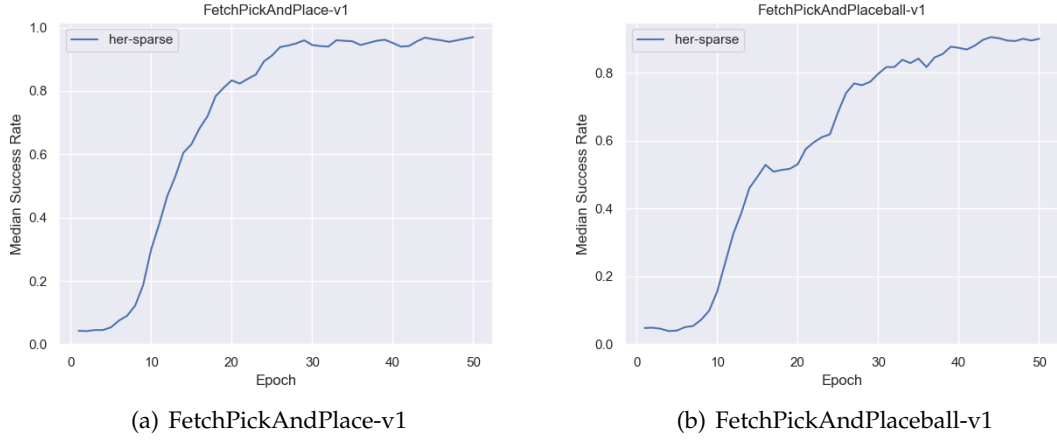 FetchPickAndPlace-v1
her-sparse
Median Success Rate
1.0
0.8
0.6
0.4
0.2
0.0
0 10 20 30 40 50
Epoch
(a) FetchPickAndPlace-v1
FetchPickAndPlaceball-v1
her-sparse
Median Success Rate
0.8
0.6
0.4
0.2
0.0
0 10 20 30 40 50
Epoch
(b) FetchPickAndPlaceball-v1